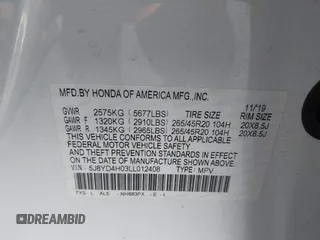 MFD.BY HONDA OF AMERICA MFG.,INC.
11/19
GVWR 2575KG ( 5677LBS) TIRE SIZE RIM SIZE
GAWR F 1320KG (2910LBS) 265/45R20 104H 20X8.5J
GAWR R 1345KG (2965LBS) 265/45R20 104H 20X8.5J
THIS VEHICLE CONFORMS TO ALL APPLICABLE
FEDERAL MOTOR VEHICLE SAFETY AND
THEFT PREVENTION STANDARDS IN EFFECT
ON THE DATE OF MANUFACTURE SHOWN ABOVE.
VIN: 5J8YD4H03LL012408 TYPE: MPV
DREAMBID